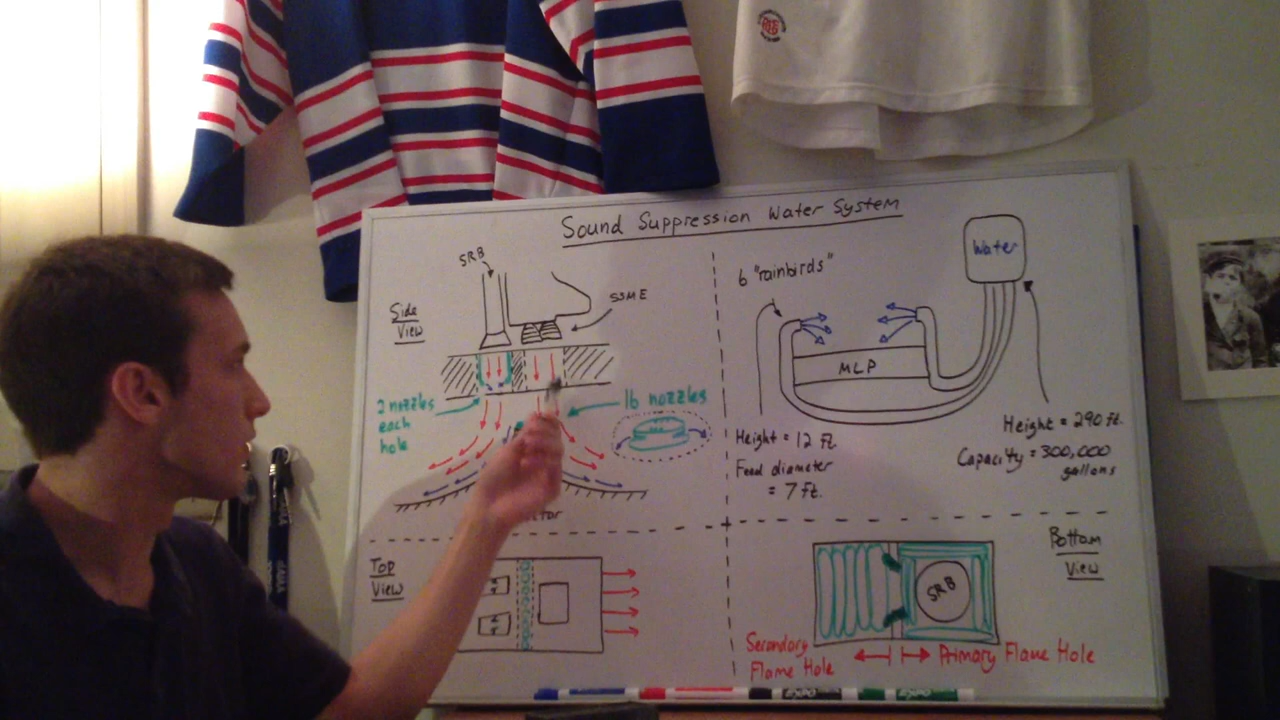 Sound Suppression Water System
SRB
SSME
Side
View
2 nozzles
each
hole
16 nozzles
6 "rainbirds"
Water
MLP
Height = 12 ft.
Feed diameter
= 7 ft.
Height = 290 ft.
Capacity = 300,000
gallons
Top
View
Bottom
View
SRB
Secondary
Flame Hole
Primary Flame Hole
EXPO
EXPO